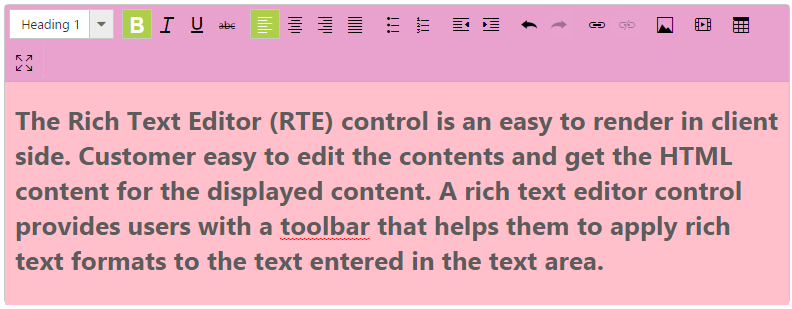 Heading 1 B I U abc
The Rich Text Editor (RTE) control is an easy to render in client
side. Customer easy to edit the contents and get the HTML
content for the displayed content. A rich text editor control
provides users with a toolbar that helps them to apply rich
text formats to the text entered in the text area.